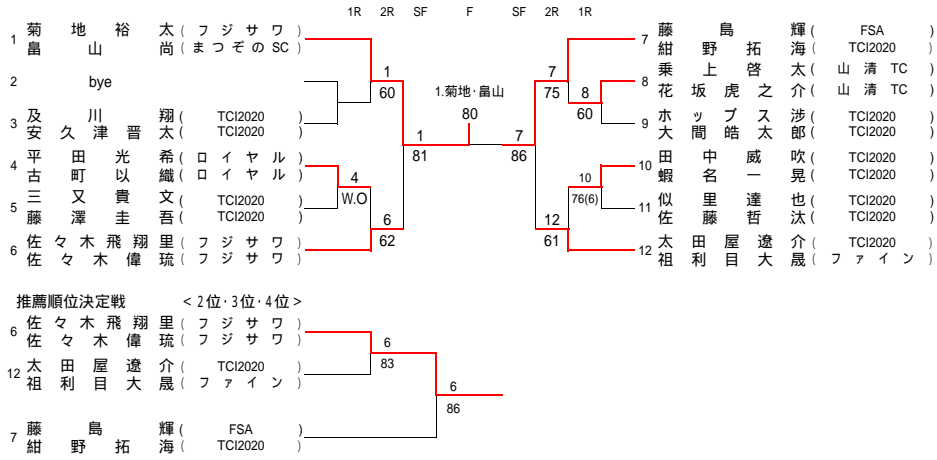 1R 2R SF F SF 2R 1R
1 菊地裕太(フジサワ)
畠山尚(まつぞのSC)
2 bye
3 及川翔(TCI2020)
安久津晋太(TCI2020)
4 平田光希(ロイヤル)
古町以織(ロイヤル)
5 三又貴文(TCI2020)
藤澤圭吾(TCI2020)
6 佐々木飛翔里(フジサワ)
佐々木偉琉(フジサワ)
4
W.O
1
60
6
62
1
81
1.菊地・畠山
80
7
86
7
75
12
61
8
60
10
76(6)
7 藤島輝(FSA)
紺野拓海(TCI2020)
8 乗上啓太(山清TC)
花坂虎之介(山清TC)
9 ホップス涉(TCI2020)
大間皓太郎(TCI2020)
10 田中威吹(TCI2020)
蝦名一晃(TCI2020)
11 似里達也(TCI2020)
佐藤哲汰(TCI2020)
12 太田屋遼介(TCI2020)
祖利目大晟(ファイン)
推薦順位決定戦 <2位・3位・4位>
6 佐々木飛翔里(フジサワ)
佐々木偉琉(フジサワ)
12 太田屋遼介(TCI2020)
祖利目大晟(ファイン)
7 藤島輝(FSA)
紺野拓海(TCI2020)
6
83
6
86